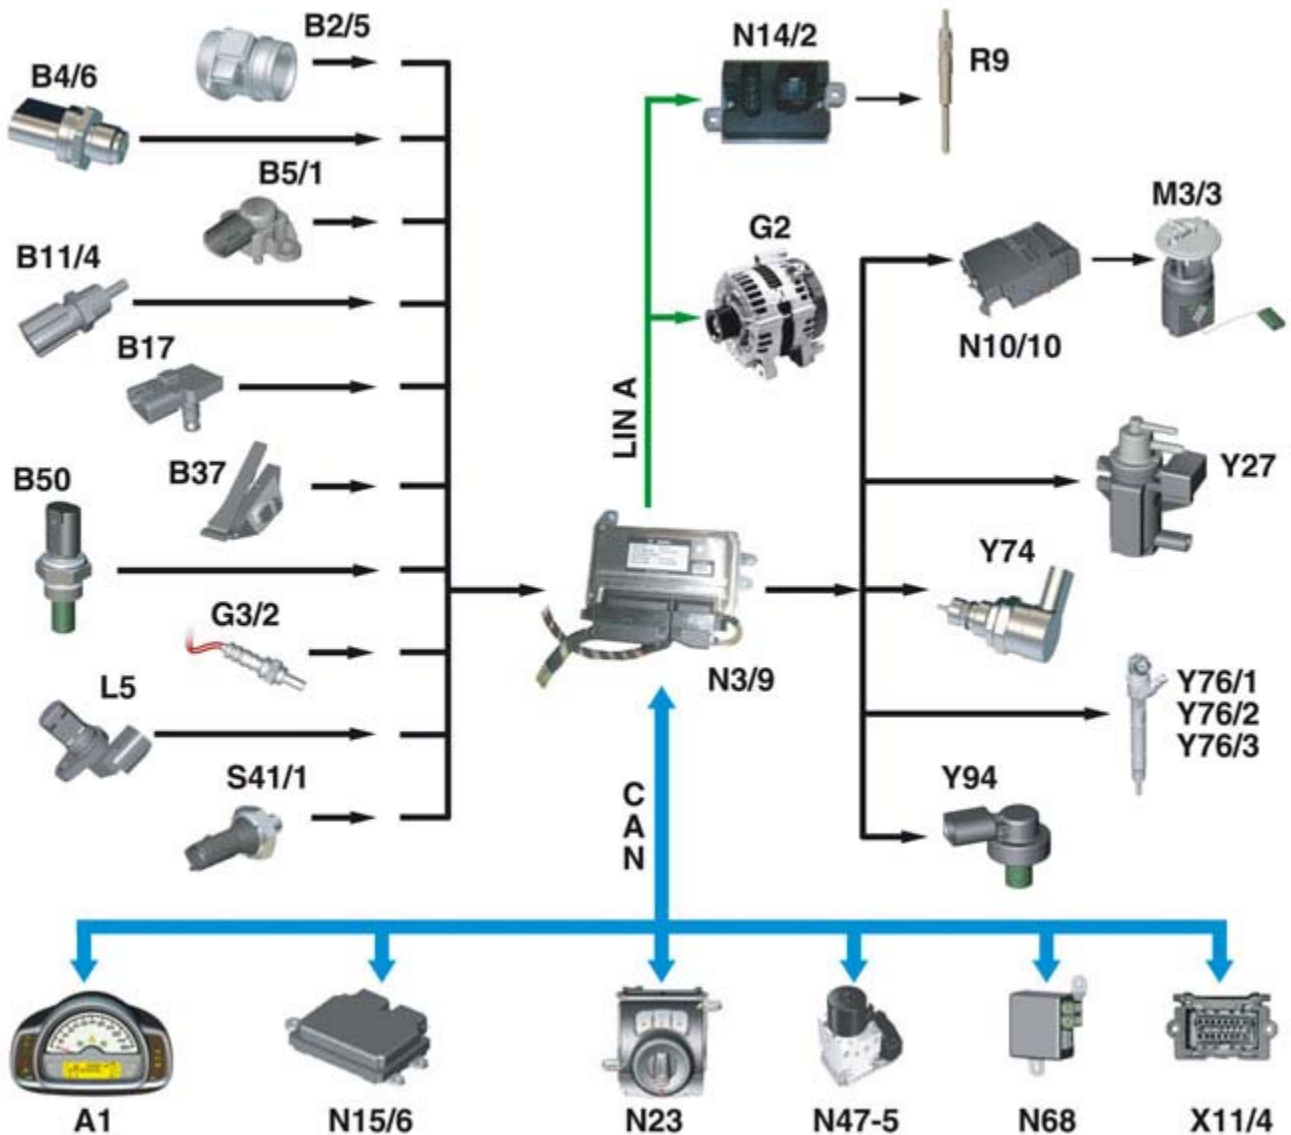 B2/5
N14/2
R9
B4/6
B5/1
M3/3
G2
B11/4
B17
N10/10
LIN A
B50
B37
Y27
Y74
G3/2
N3/9
L5
Y76/1
Y76/2
Y76/3
S41/1
Y94
CAN
A1
N15/6
N23
N47-5
N68
X11/4